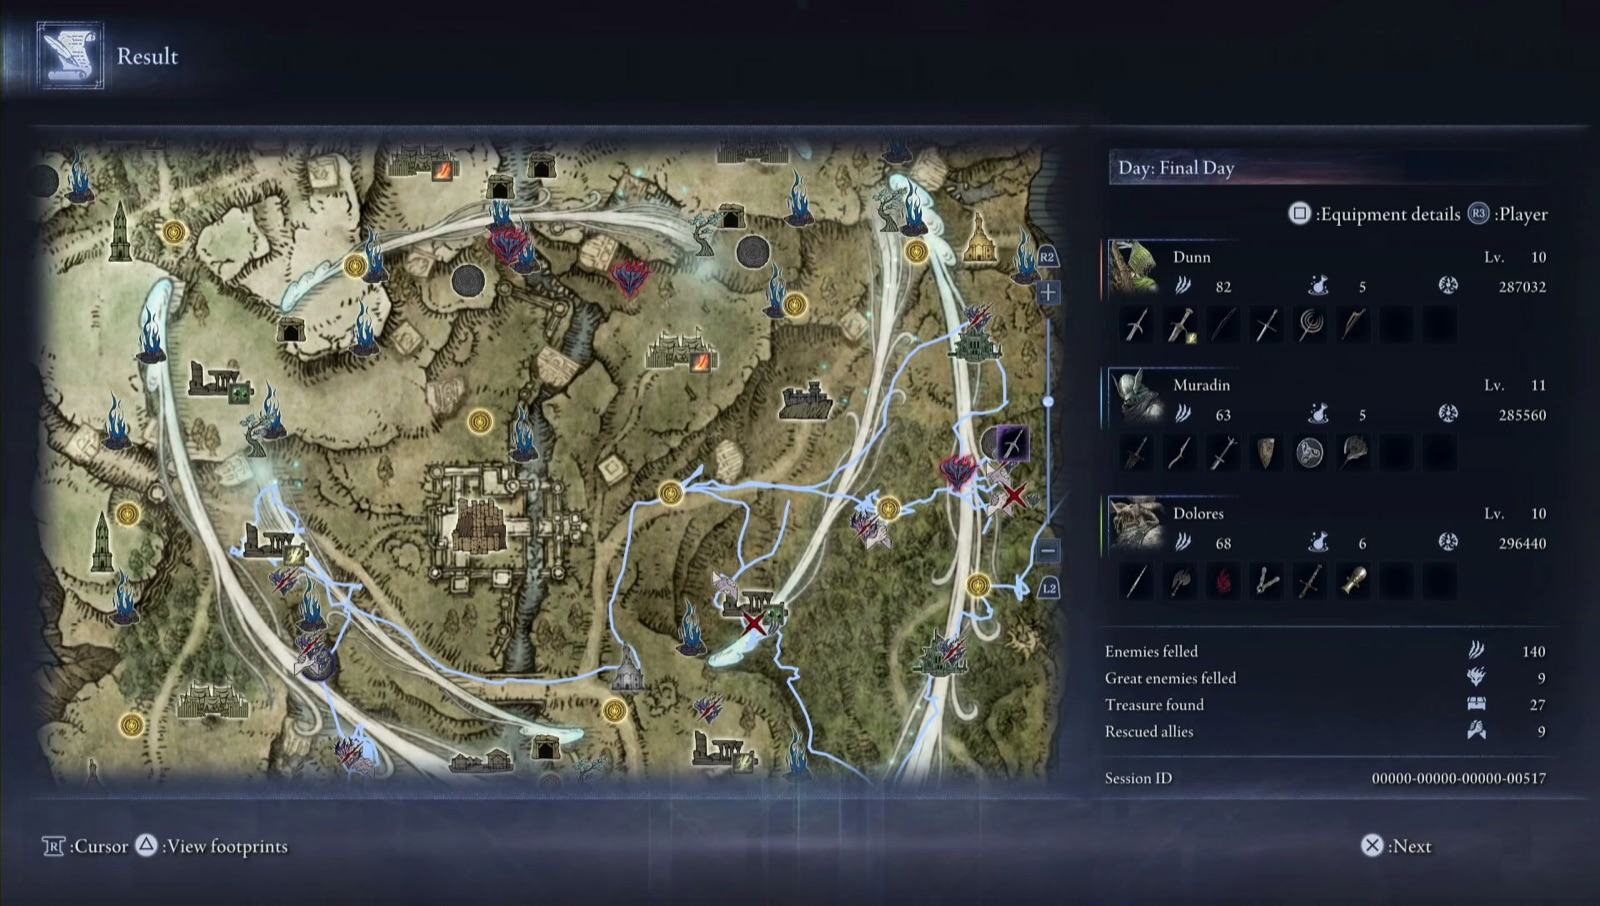 Result
Day: Final Day
:Equipment details R3 :Player
Dunn Lv. 10
82 5 287032
Muradin Lv. 11
63 5 285560
Dolores Lv. 10
68 6 296440
R2
L2
Enemies felled 140
Great enemies felled 9
Treasure found 27
Rescued allies 9
Session ID 00000-00000-00000-00517
R :Cursor :View footprints
:Next